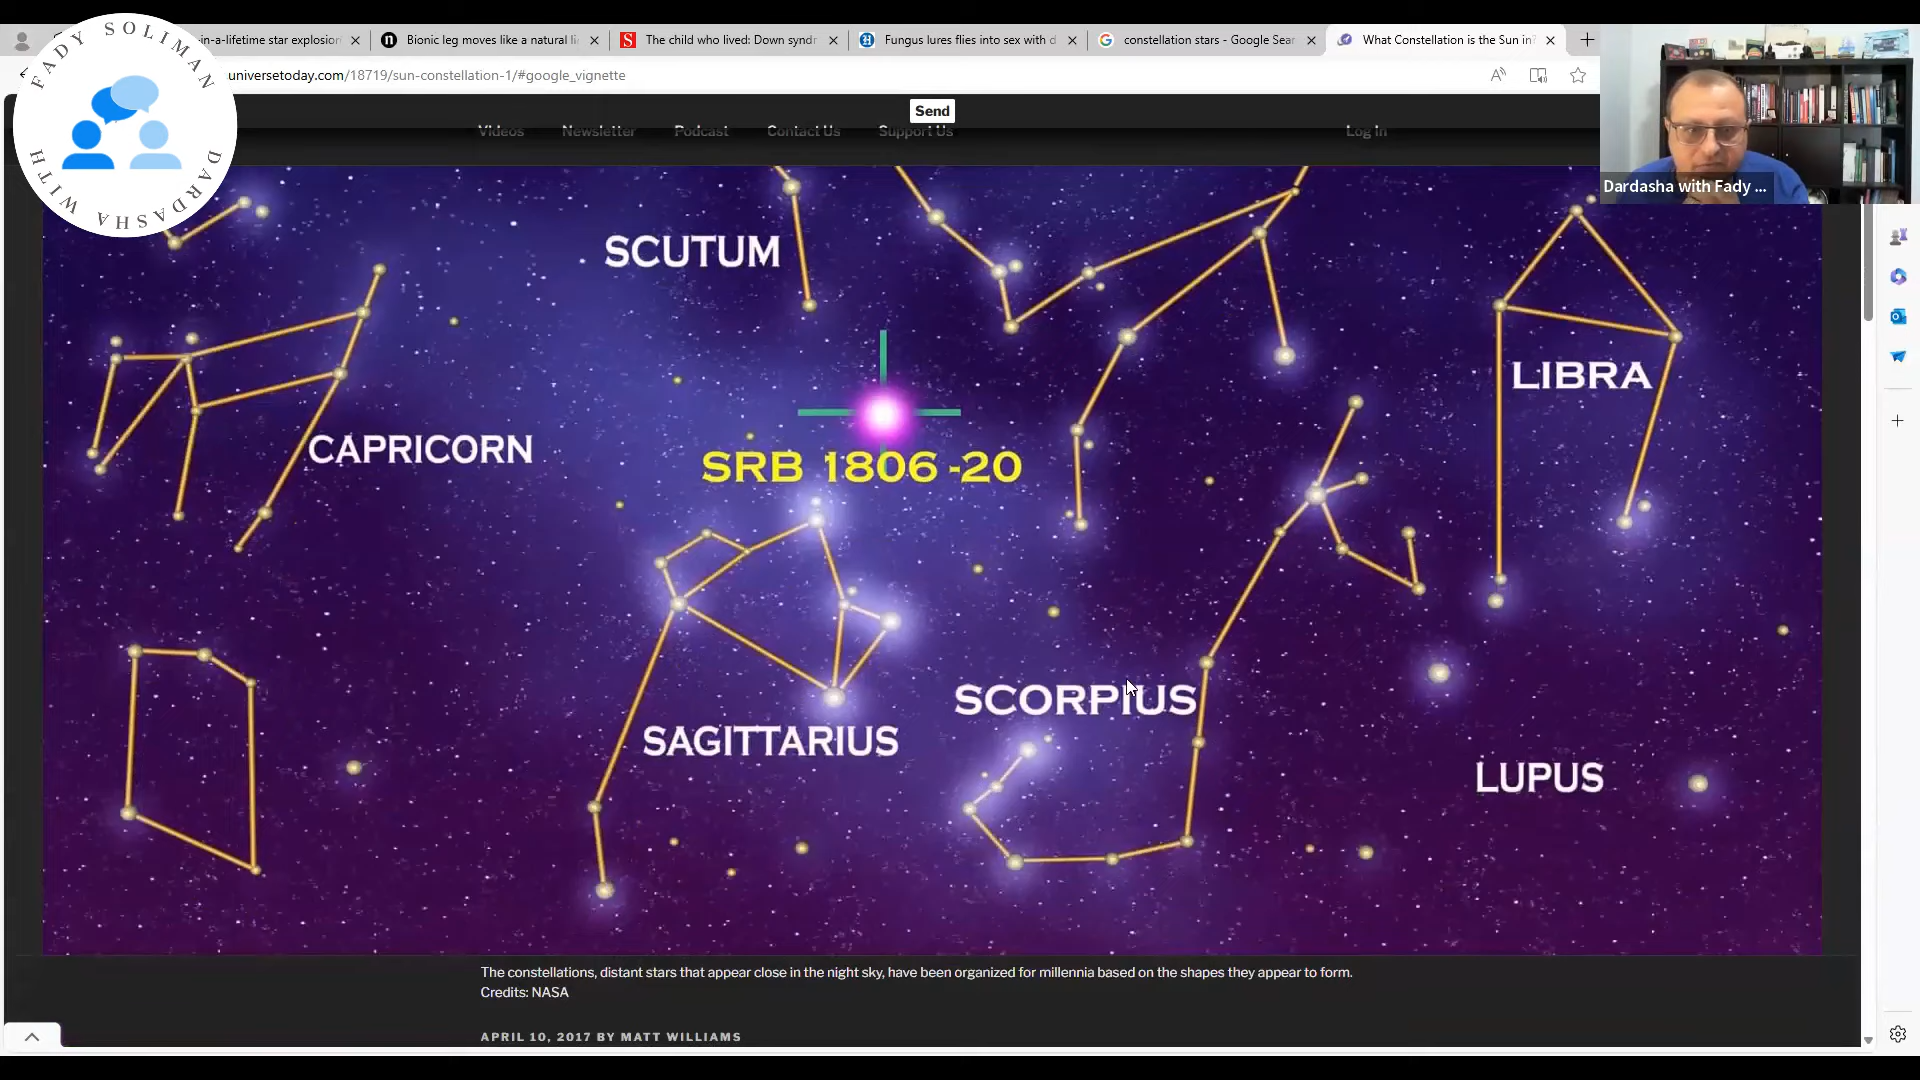 FADY SOLIMAN
DARDASHA WITH
-in-a-lifetime star explosion
Bionic leg moves like a natural li
The child who lived: Down syndr
Fungus lures flies into sex with d
constellation stars - Google Sear
What Constellation is the Sun in?
universetoday.com/18719/sun-constellation-1/#google_vignette
Send
Videos
Newsletter
Podcast
Contact Us
Support Us
Log In
Dardasha with Fady ...
SCUTUM
LIBRA
CAPRICORN
SRB 1806-20
SCORPIUS
SAGITTARIUS
LUPUS
The constellations, distant stars that appear close in the night sky, have been organized for millennia based on the shapes they appear to form.
Credits: NASA
APRIL 10, 2017 BY MATT WILLIAMS